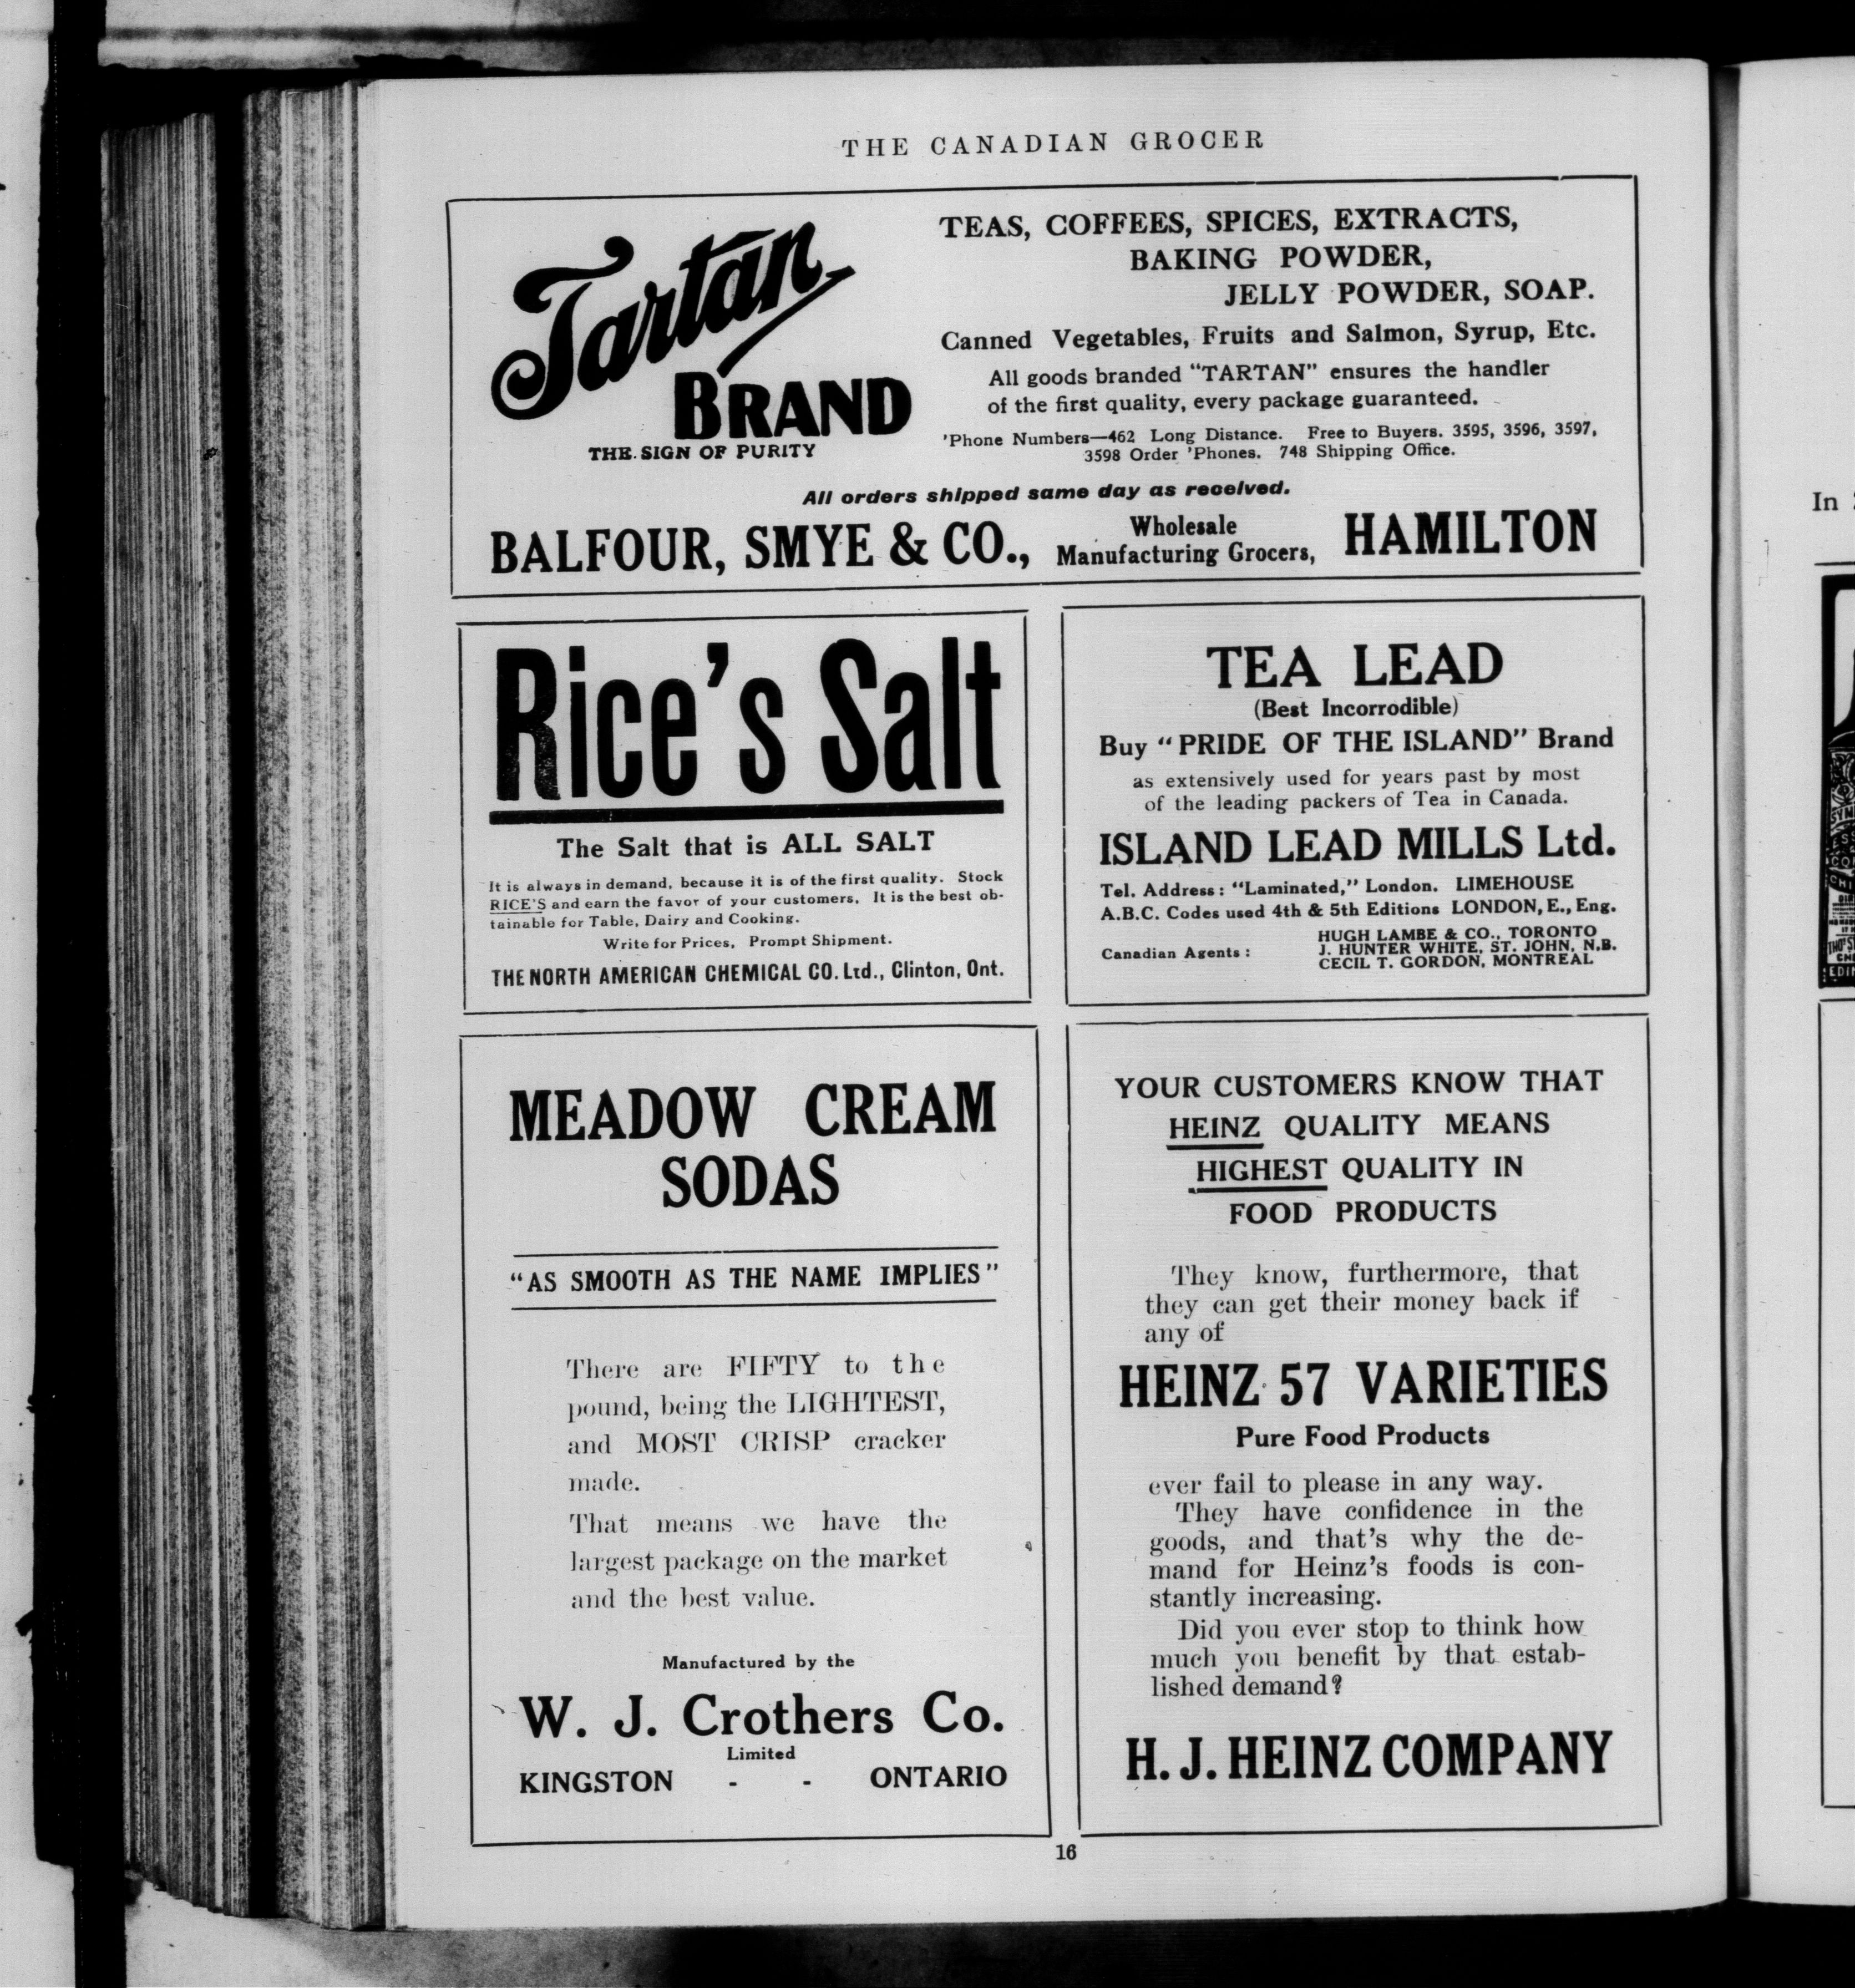 THE CANADIAN GROCER
Tartan
BRAND
THE SIGN OF PURITY
TEAS, COFFEES, SPICES, EXTRACTS,
BAKING POWDER,
JELLY POWDER, SOAP.
Canned Vegetables, Fruits and Salmon, Syrup, Etc.
All goods branded "TARTAN" ensures the handler
of the first quality, every package guaranteed.
'Phone Numbers—462 Long Distance. Free to Buyers. 3595, 3596, 3597,
3598 Order 'Phones. 748 Shipping Office.
All orders shipped same day as received.
BALFOUR, SMYE & CO., Wholesale Manufacturing Grocers, HAMILTON
Rice's Salt
The Salt that is ALL SALT
It is always in demand, because it is of the first quality. Stock
RICE'S and earn the favor of your customers. It is the best ob-
tainable for Table, Dairy and Cooking.
Write for Prices, Prompt Shipment.
THE NORTH AMERICAN CHEMICAL CO. Ltd., Clinton, Ont.
TEA LEAD
(Best Incorrodible)
Buy "PRIDE OF THE ISLAND" Brand
as extensively used for years past by most
of the leading packers of Tea in Canada.
ISLAND LEAD MILLS Ltd.
Tel. Address: "Laminated," London. LIMEHOUSE
A.B.C. Codes used 4th & 5th Editions LONDON, E., Eng.
Canadian Agents:
HUGH LAMBE & CO., TORONTO
J. HUNTER WHITE, ST. JOHN, N.B.
CECIL T. GORDON, MONTREAL
MEADOW CREAM
SODAS
"AS SMOOTH AS THE NAME IMPLIES"
There are FIFTY to the
pound, being the LIGHTEST,
and MOST CRISP cracker
made.
That means we have the
largest package on the market
and the best value.
Manufactured by the
W. J. Crothers Co.
Limited
KINGSTON - - ONTARIO
YOUR CUSTOMERS KNOW THAT
HEINZ QUALITY MEANS
HIGHEST QUALITY IN
FOOD PRODUCTS
They know, furthermore, that
they can get their money back if
any of
HEINZ 57 VARIETIES
Pure Food Products
ever fail to please in any way.
They have confidence in the
goods, and that's why the de-
mand for Heinz's foods is con-
stantly increasing.
Did you ever stop to think how
much you benefit by that estab-
lished demand?
H. J. HEINZ COMPANY
16
In